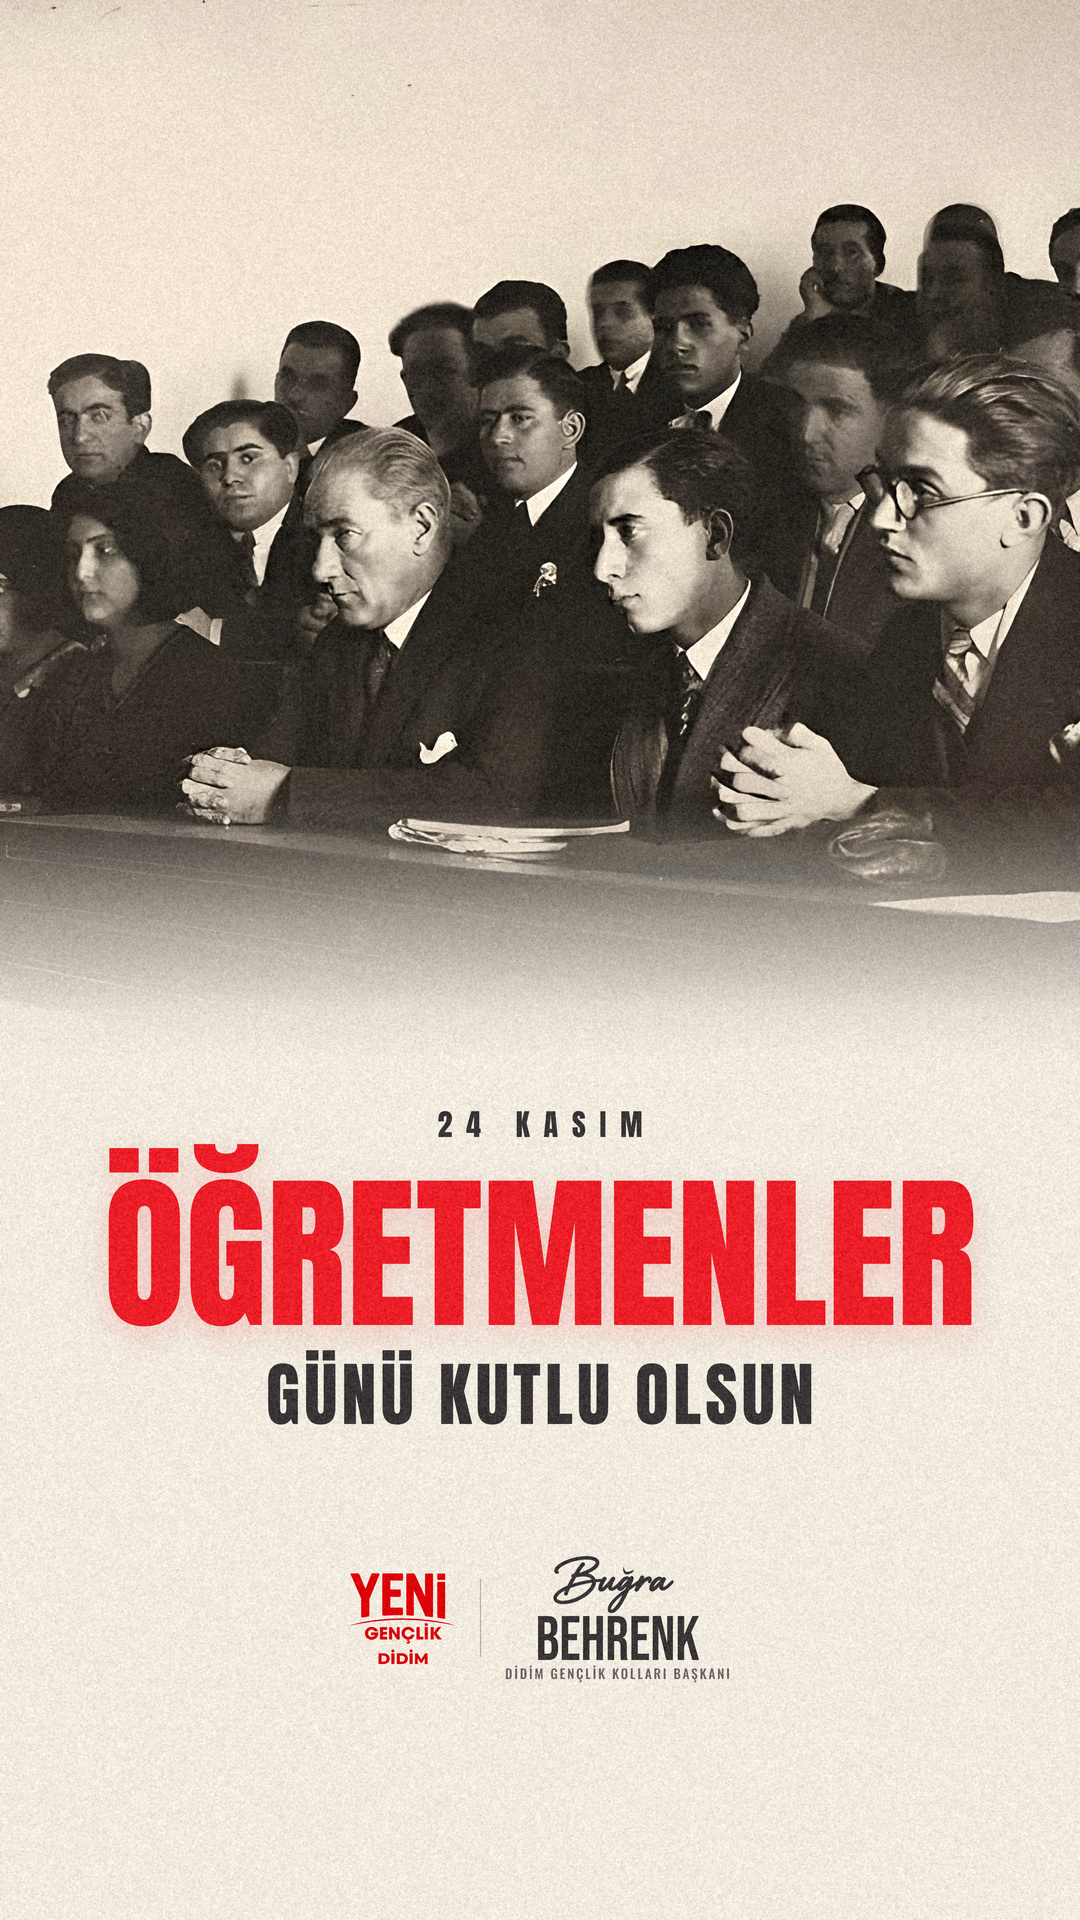 24 KASIM
ÖĞRETMENLER
GÜNÜ KUTLU OLSUN
YENİ
GENÇLİK
DİDİM
Buğra
BEHRENK
DİDİM GENÇLİK KOLLARI BAŞKANI